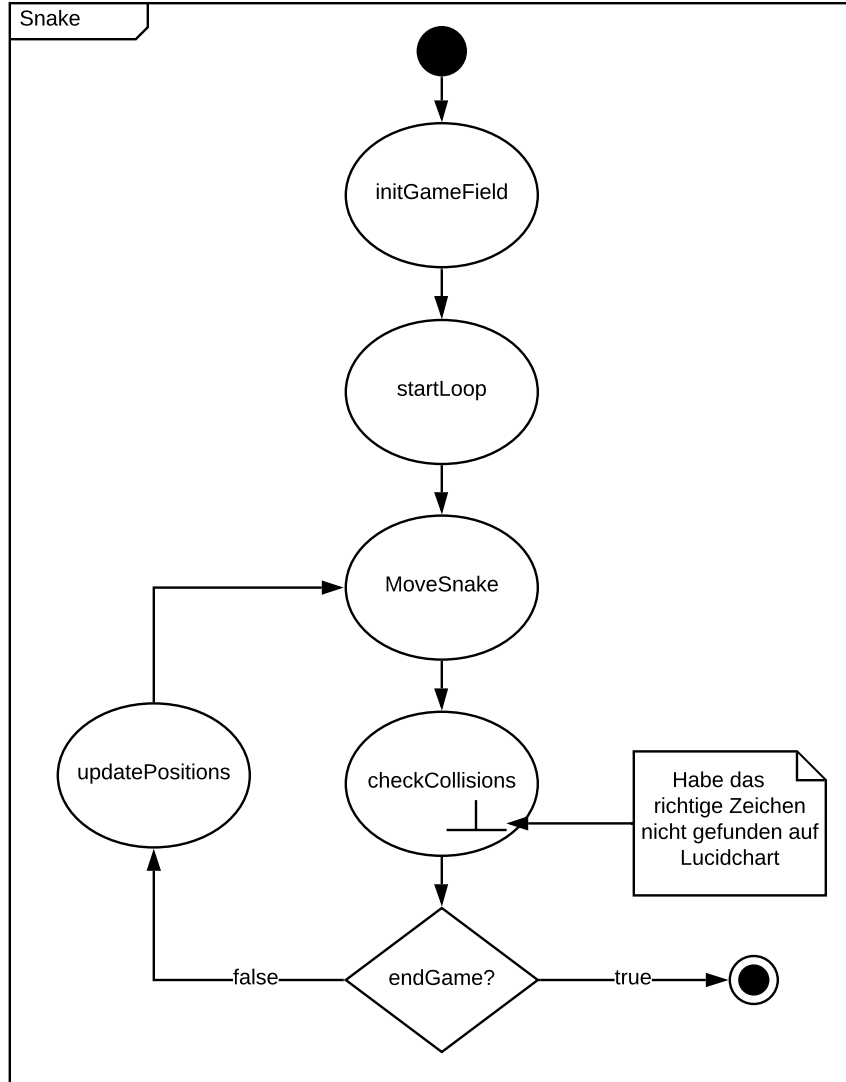 Snake
initGameField
startLoop
MoveSnake
updatePositions
checkCollisions
Habe das
richtige Zeichen
nicht gefunden auf
Lucidchart
false
endGame?
true